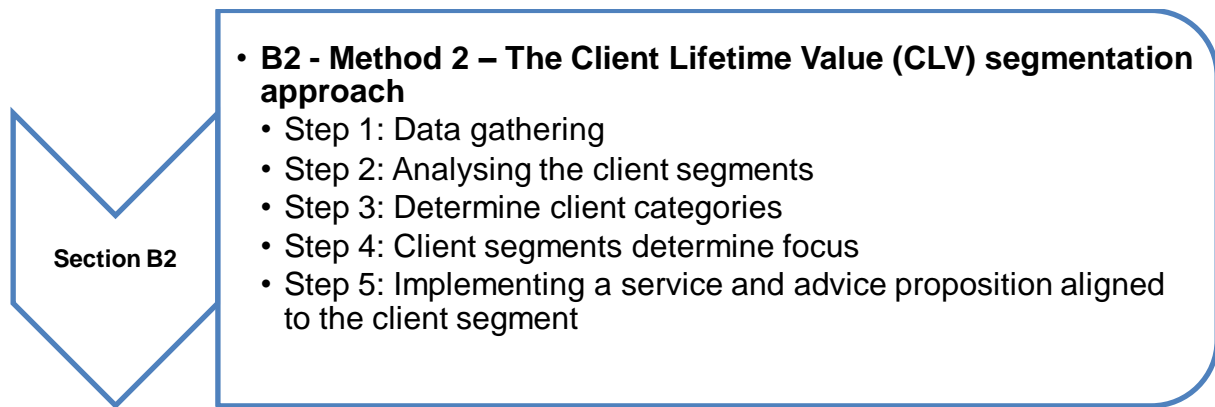 • B2 - Method 2 – The Client Lifetime Value (CLV) segmentation
approach
• Step 1: Data gathering
• Step 2: Analysing the client segments
• Step 3: Determine client categories
• Step 4: Client segments determine focus
• Step 5: Implementing a service and advice proposition aligned
to the client segment
Section B2